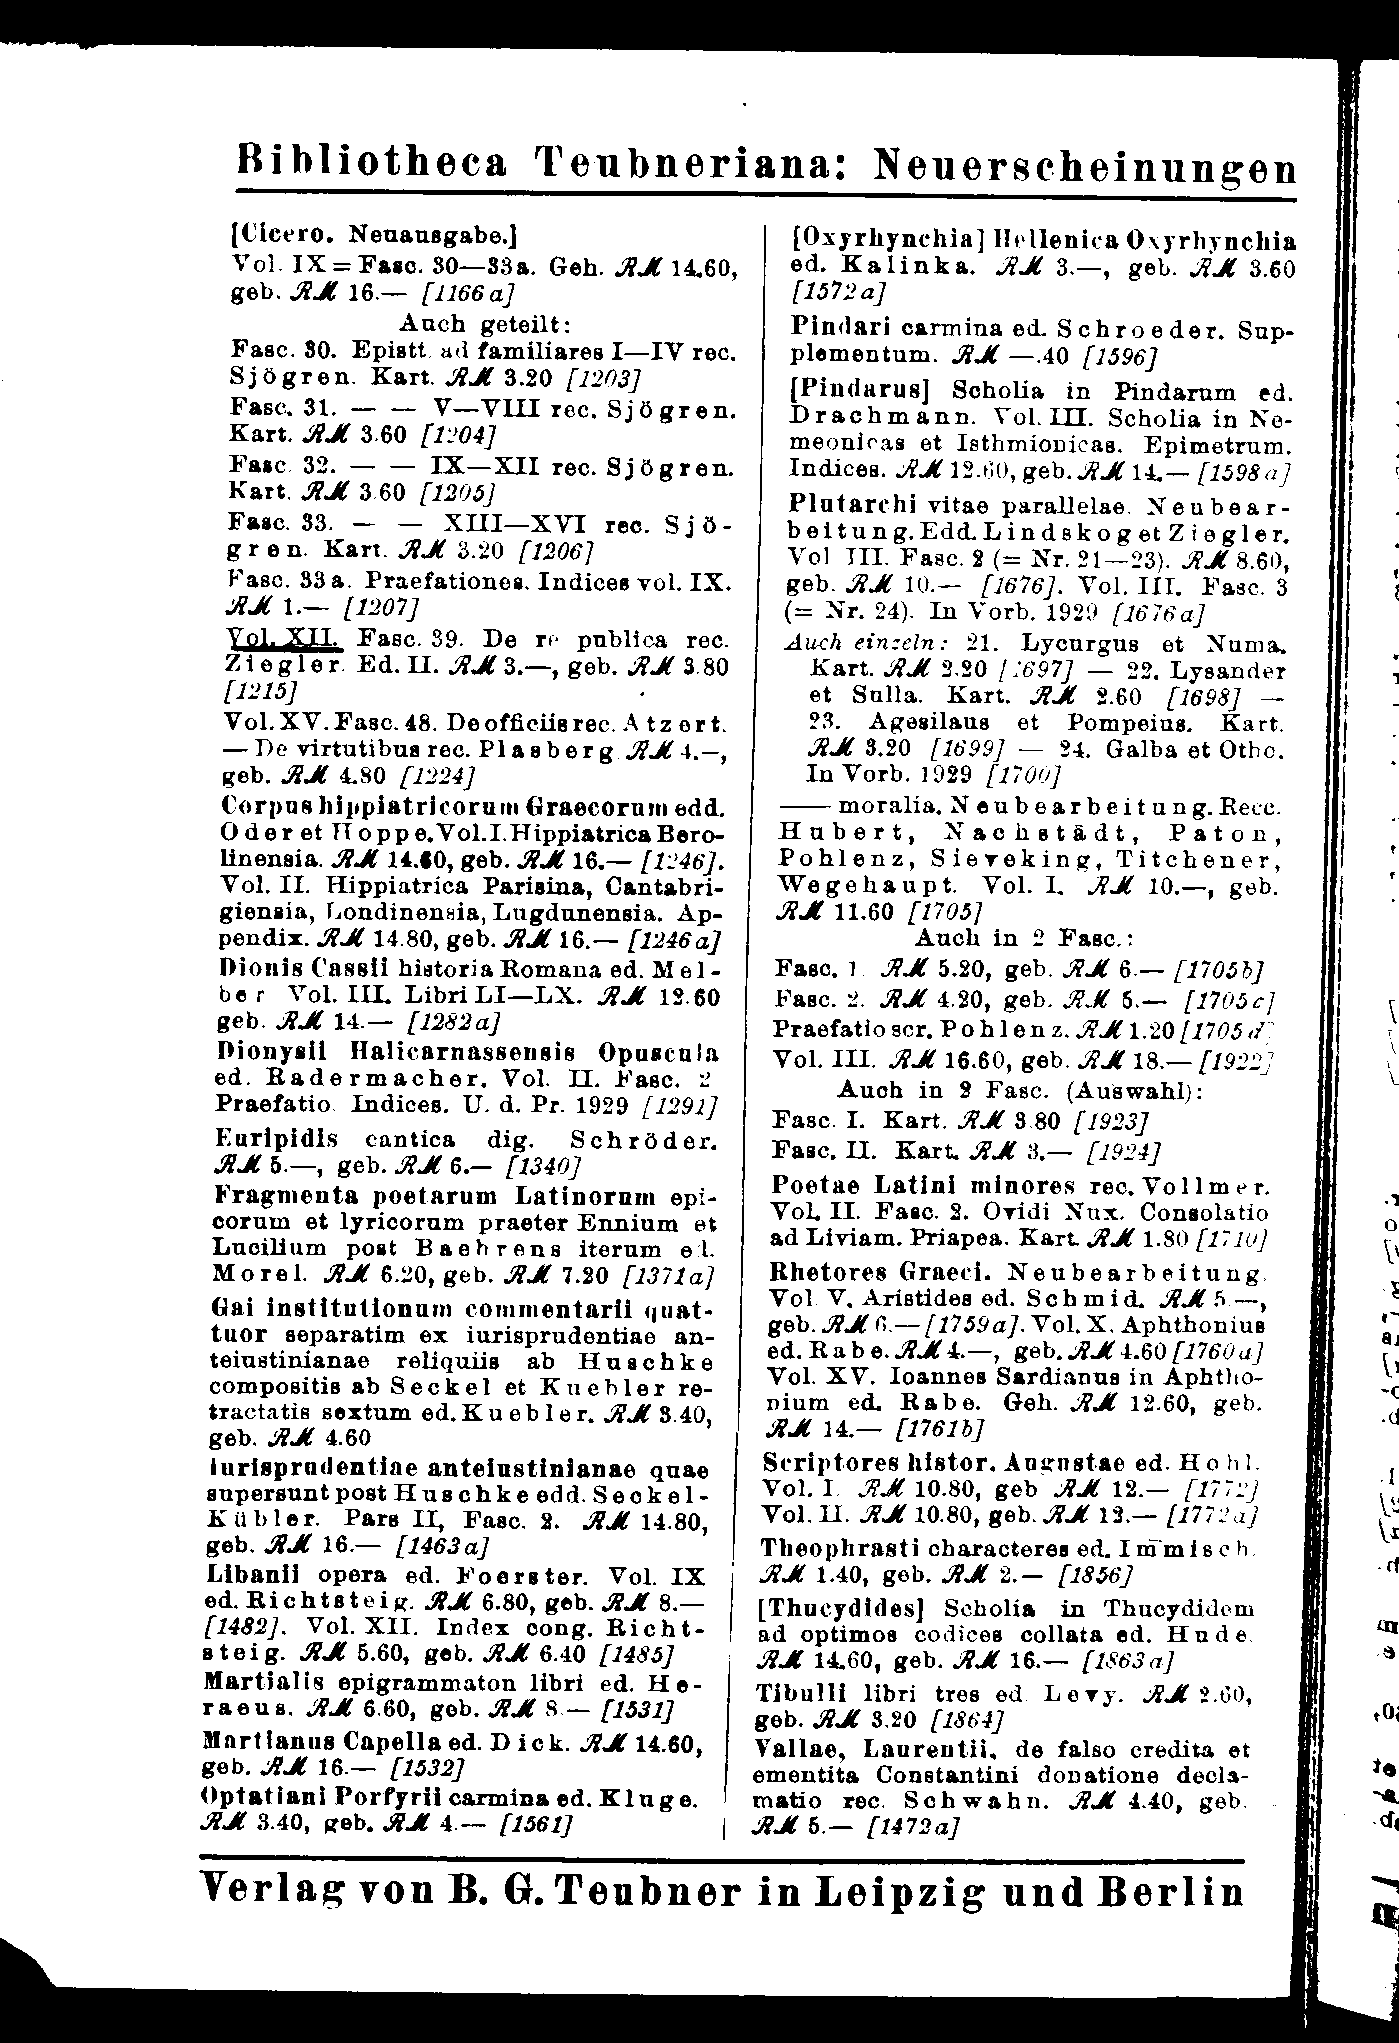 Bibliotheca Teubneriana: Neuerscheinungen
[Cicero. Neuausgabe.]
Vol. IX = Fasc. 30—33a. Geh. RM 14.60,
geb. RM 16.— [1166a]
Auch geteilt:
Fasc. 30. Epistt. ad familiares I—IV rec.
Sjögren. Kart. RM 3.20 [1203]
Fasc. 31. — — V—VIII rec. Sjögren.
Kart. RM 3.60 [1204]
Fasc. 32. — — IX—XII rec. Sjögren.
Kart. RM 3.60 [1205]
Fasc. 33. — — XIII—XVI rec. Sjö-
gren. Kart. RM 3.20 [1206]
Fasc. 33a. Praefationes. Indices vol. IX.
RM 1.— [1207]
Vol. XII. Fasc. 39. De re publica rec.
Ziegler. Ed. II. RM 3.—, geb. RM 3.80
[1215]
Vol. XV. Fasc. 48. De officiis rec. Atzert.
— De virtutibus rec. Plasberg. RM 4.—,
geb. RM 4.80 [1224]
Corpus hippiatricorum Graecorum edd.
Oder et Hoppe. Vol. I. Hippiatrica Bero-
linensia. RM 14.60, geb. RM 16.— [1246].
Vol. II. Hippiatrica Parisina, Cantabri-
giensia, Londinensia, Lugdunensia. Ap-
pendix. RM 14.80, geb. RM 16.— [1246a]
Dionis Cassii historia Romana ed. Mel-
ber Vol. III. Libri LI—LX. RM 12.60
geb. RM 14.— [1282a]
Dionysii Halicarnassensis Opuscula
ed. Radermacher. Vol. II. Fasc. 2
Praefatio. Indices. U. d. Pr. 1929 [1291]
Euripidis cantica dig. Schröder.
RM 5.—, geb. RM 6.— [1340]
Fragmenta poetarum Latinorum epi-
corum et lyricorum praeter Ennium et
Lucilium post Baehrens iterum ed.
Morel. RM 6.20, geb. RM 7.20 [1371a]
Gai institutionum commentarii quat-
tuor separatim ex iurisprudentiae an-
teiustinianae reliquiis ab Huschke
compositis ab Seckel et Kuebler re-
tractatis sextum ed. Kuebler. RM 3.40,
geb. RM 4.60
Iurisprudentiae anteiustinianae quae
supersunt post Huschke edd. Seckel-
Kübler. Pars II, Fasc. 2. RM 14.80,
geb. RM 16.— [1463a]
Libanii opera ed. Foerster. Vol. IX
ed. Richtsteig. RM 6.80, geb. RM 8.—
[1482]. Vol. XII. Index cong. Richt-
steig. RM 5.60, geb. RM 6.40 [1485]
Martialis epigrammaton libri ed. He-
raeus. RM 6.60, geb. RM 8.— [1531]
Martianus Capella ed. Dick. RM 14.60,
geb. RM 16.— [1532]
Optatiani Porfyrii carmina ed. Kluge.
RM 3.40, geb. RM 4.— [1561]
[Oxyrhynchia] Hellenica Oxyrhynchia
ed. Kalinka. RM 3.—, geb. RM 3.60
[1572a]
Pindari carmina ed. Schroeder. Sup-
plementum. RM —.40 [1596]
[Pindarus] Scholia in Pindarum ed.
Drachmann. Vol. III. Scholia in Ne-
meonicas et Isthmionicas. Epimetrum.
Indices. RM 12.60, geb. RM 14.— [1598a]
Plutarchi vitae parallelae. Neubear-
beitung. Edd. Lindskog et Ziegler.
Vol III. Fasc. 2 (= Nr. 21—23). RM 8.60,
geb. RM 10.— [1676]. Vol. III. Fasc. 3
(= Nr. 24). In Vorb. 1929 [1676a]
Auch einzeln: 21. Lycurgus et Numa.
Kart. RM 2.20 [1697] — 22. Lysander
et Sulla. Kart. RM 2.60 [1698] —
23. Agesilaus et Pompeius. Kart.
RM 3.20 [1699] — 24. Galba et Otho.
In Vorb. 1929 [1700]
—— moralia. Neubearbeitung. Recc.
Hubert, Nachstädt, Paton,
Pohlenz, Sieveking, Titchener,
Wegehaupt. Vol. I. RM 10.—, geb.
RM 11.60 [1705]
Auch in 2 Fasc.:
Fasc. 1 RM 5.20, geb. RM 6.— [1705b]
Fasc. 2. RM 4.20, geb. RM 5.— [1705c]
Praefatio scr. Pohlenz. RM 1.20 [1705d]
Vol. III. RM 16.60, geb. RM 18.— [1922]
Auch in 2 Fasc. (Auswahl):
Fasc. I. Kart. RM 3.80 [1923]
Fasc. II. Kart. RM 3.— [1924]
Poetae Latini minores rec. Vollmer.
Vol. II. Fasc. 2. Ovidi Nux. Consolatio
ad Liviam. Priapea. Kart. RM 1.80 [1710]
Rhetores Graeci. Neubearbeitung.
Vol. V. Aristides ed. Schmid. RM 5.—,
geb. RM 6.— [1759a]. Vol. X. Aphthonius
ed. Rabe. RM 4.—, geb. RM 4.60 [1760a]
Vol. XV. Ioannes Sardianus in Aphtho-
nium ed. Rabe. Geh. RM 12.60, geb.
RM 14.— [1761b]
Scriptores histor. Augustae ed. Hohl.
Vol. I. RM 10.80, geb RM 12.— [1772]
Vol. II. RM 10.80, geb. RM 12.— [1772a]
Theophrasti characteres ed. Immisch.
RM 1.40, geb. RM 2.— [1856]
[Thucydides] Scholia in Thucydidem
ad optimos codices collata ed. Hude.
RM 14.60, geb. RM 16.— [1863a]
Tibulli libri tres ed. Levy. RM 2.60,
geb. RM 3.20 [1864]
Vallae, Laurentii, de falso credita et
ementita Constantini donatione decla-
matio rec. Schwahn. RM 4.40, geb.
RM 5.— [1472a]
Verlag von B. G. Teubner in Leipzig und Berlin